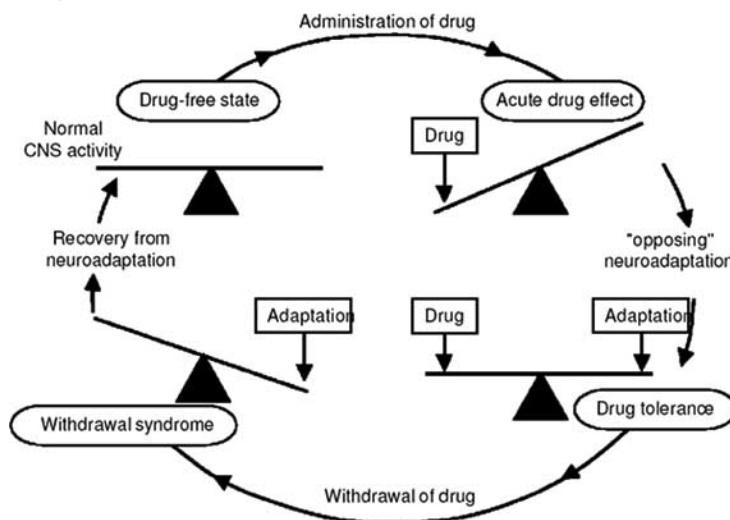 Administration of drug
Drug-free state
Acute drug effect
Normal
CNS activity
Drug
Recovery from
neuroadaptation
"opposing"
neuroadaptation
Adaptation
Drug
Adaptation
Withdrawal syndrome
Drug tolerance
Withdrawal of drug